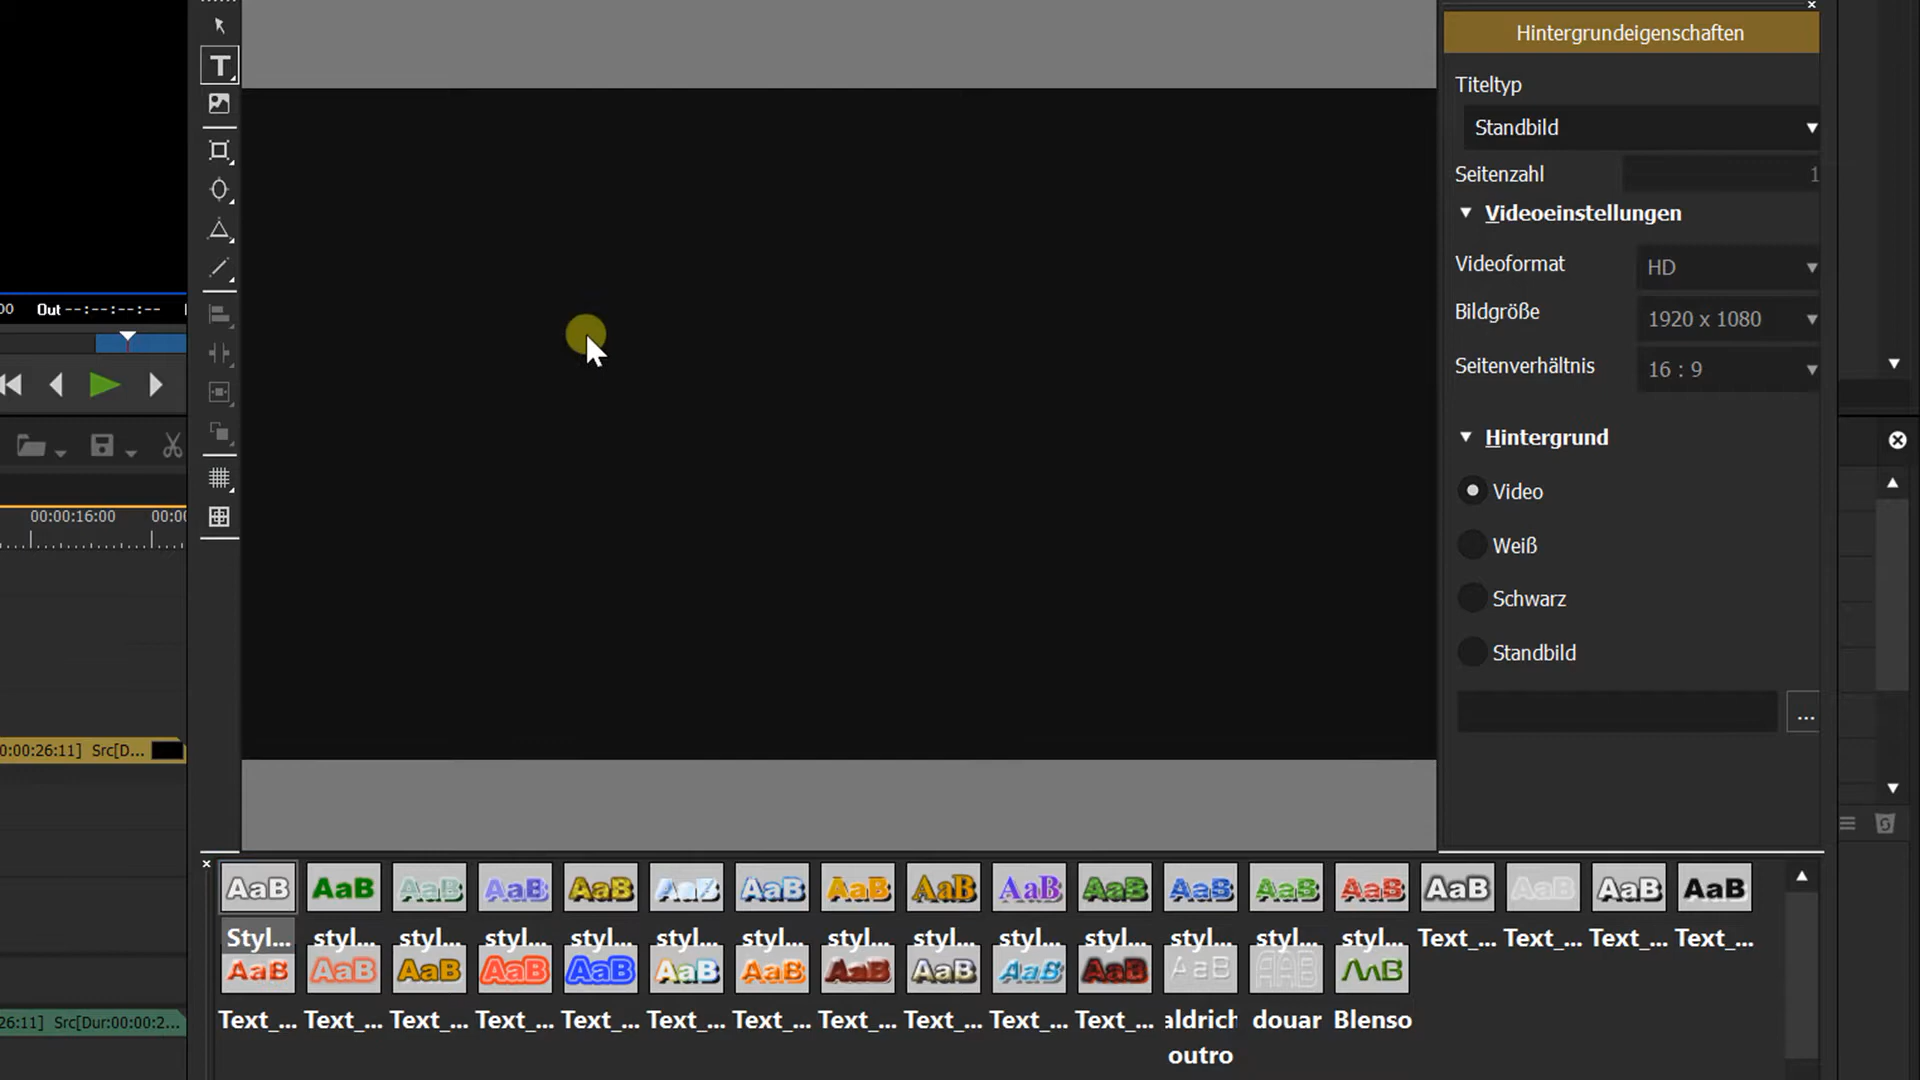 Hintergrundeigenschaften
Titeltyp
Standbild
Seitenzahl 1
Videoeinstellungen
Videoformat HD
Bildgröße 1920 x 1080
Seitenverhältnis 16 : 9
Hintergrund
Video
Weiß
Schwarz
Standbild
...
T
00 Out --:--:--:--
00:00:16:00 00:0
0:00:26:11] Src[D...
26:11] Src[Dur:00:00:2...
AaB AaB AaB AaB AaB AaB AaB AaB AaB AaB AaB AaB AaB AaB AaB AaB AaB AaB
Styl... styl... styl... styl... styl... styl... styl... styl... styl... styl... styl... styl... styl... styl... Text_... Text_... Text_... Text_...
AaB AaB AaB AaB AaB AaB AaB AaB AaB AaB AaB AaB AaB AaB
Text_... Text_... Text_... Text_... Text_... Text_... Text_... Text_... Text_... Text_... Text_... aldrich douar Blenso
outro